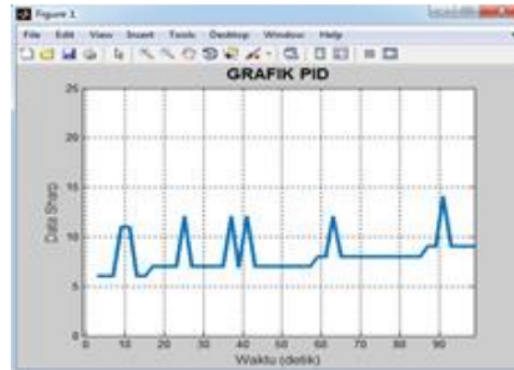 Figure 1
File Edit View Insert Tools Desktop Window Help
GRAFIK PID
25
20
15
10
5
0
Data Sharp
0 10 20 30 40 50 60 70 80 90
Waktu (detik)